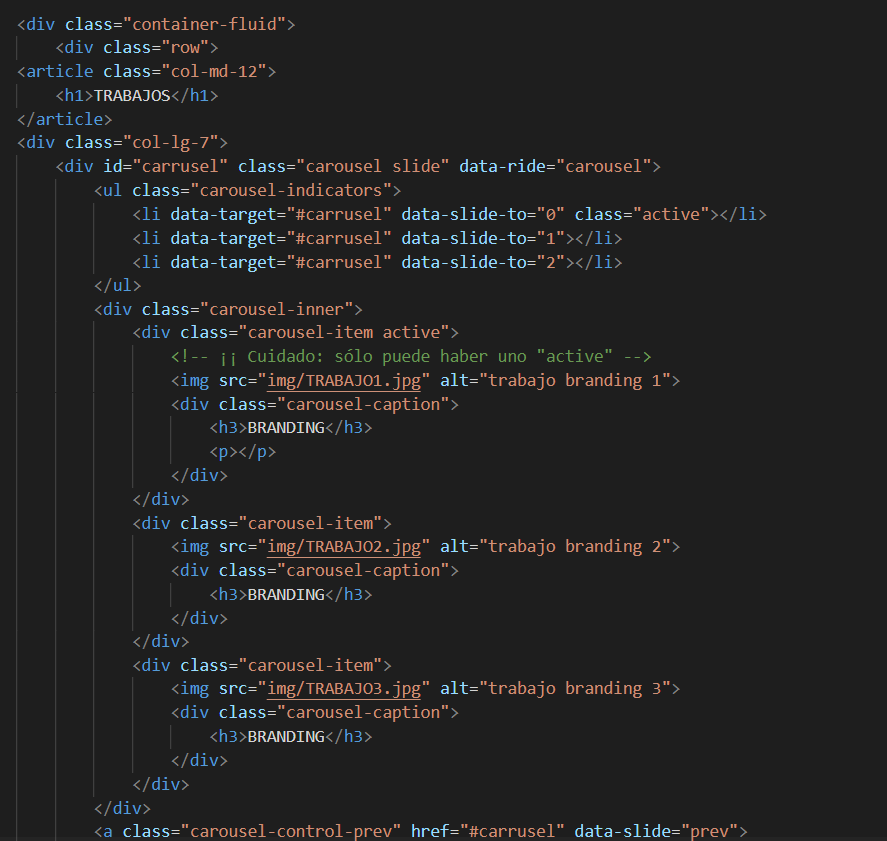 <div class="container-fluid">
<div class="row">
<article class="col-md-12">
<h1>TRABAJOS</h1>
</article>
<div class="col-lg-7">
<div id="carrusel" class="carousel slide" data-ride="carousel">
<ul class="carousel-indicators">
<li data-target="#carrusel" data-slide-to="0" class="active"></li>
<li data-target="#carrusel" data-slide-to="1"></li>
<li data-target="#carrusel" data-slide-to="2"></li>
</ul>
<div class="carousel-inner">
<div class="carousel-item active">
<!-- ¡¡ Cuidado: sólo puede haber uno "active" -->
<img src="img/TRABAJO1.jpg" alt="trabajo branding 1">
<div class="carousel-caption">
<h3>BRANDING</h3>
<p></p>
</div>
</div>
<div class="carousel-item">
<img src="img/TRABAJO2.jpg" alt="trabajo branding 2">
<div class="carousel-caption">
<h3>BRANDING</h3>
</div>
</div>
<div class="carousel-item">
<img src="img/TRABAJO3.jpg" alt="trabajo branding 3">
<div class="carousel-caption">
<h3>BRANDING</h3>
</div>
</div>
</div>
<a class="carousel-control-prev" href="#carrusel" data-slide="prev">